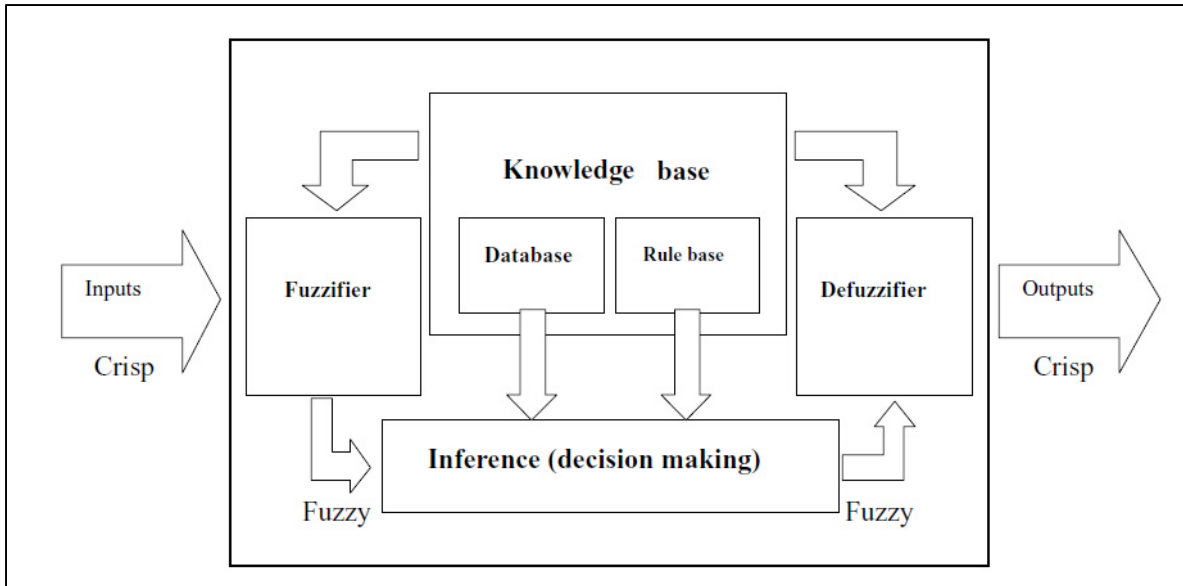 Knowledge base
Database
Rule base
Fuzzifier
Defuzzifier
Inputs
Outputs
Crisp
Crisp
Inference (decision making)
Fuzzy
Fuzzy